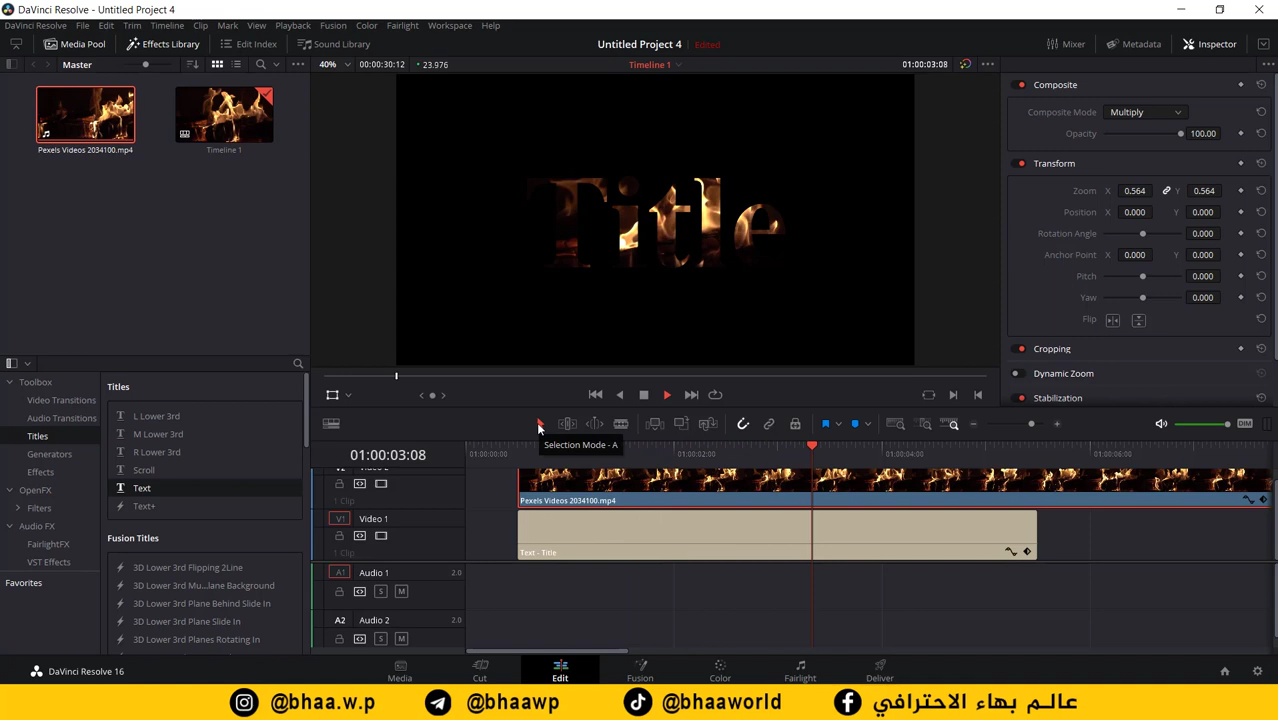 DaVinci Resolve - Untitled Project 4
DaVinci Resolve File Edit Trim Timeline Clip Mark View Playback Fusion Color Fairlight Workspace Help
Media Pool Effects Library Edit Index Sound Library Untitled Project 4 Edited Mixer Metadata Inspector
Master 40% 00:00:30:12 23.976 Timeline 1 01:00:03:08
Pexels Videos 2034100.mp4 Timeline 1
Title
Composite
Composite Mode Multiply
Opacity 100.00
Transform
Zoom X 0.564 Y 0.564
Position X 0.000 Y 0.000
Rotation Angle 0.000
Anchor Point X 0.000 Y 0.000
Pitch 0.000
Yaw 0.000
Flip
Cropping
Dynamic Zoom
Stabilization
Toolbox
Video Transitions
Audio Transitions
Titles
Generators
Effects
OpenFX
Filters
Audio FX
FairlightFX
VST Effects
Favorites
Titles
L Lower 3rd
M Lower 3rd
R Lower 3rd
Scroll
Text
Text+
Fusion Titles
3D Lower 3rd Flipping 2Line
3D Lower 3rd Mu...lane Background
3D Lower 3rd Plane Behind Slide In
3D Lower 3rd Plane Slide In
3D Lower 3rd Planes Rotating In
DIM
Selection Mode - A
01:00:03:08 01:00:00:00 01:00:02:00 01:00:04:00 01:00:06:00
1 Clip Pexels Videos 2034100.mp4
V1 Video 1
1 Clip Text - Title
A1 Audio 1 2.0
S M
A2 Audio 2 2.0
S M
DaVinci Resolve 16 Media Cut Edit Fusion Color Fairlight Deliver
@bhaa.w.p @bhaawp @bhaaworld عالم بهاء الاحترافي